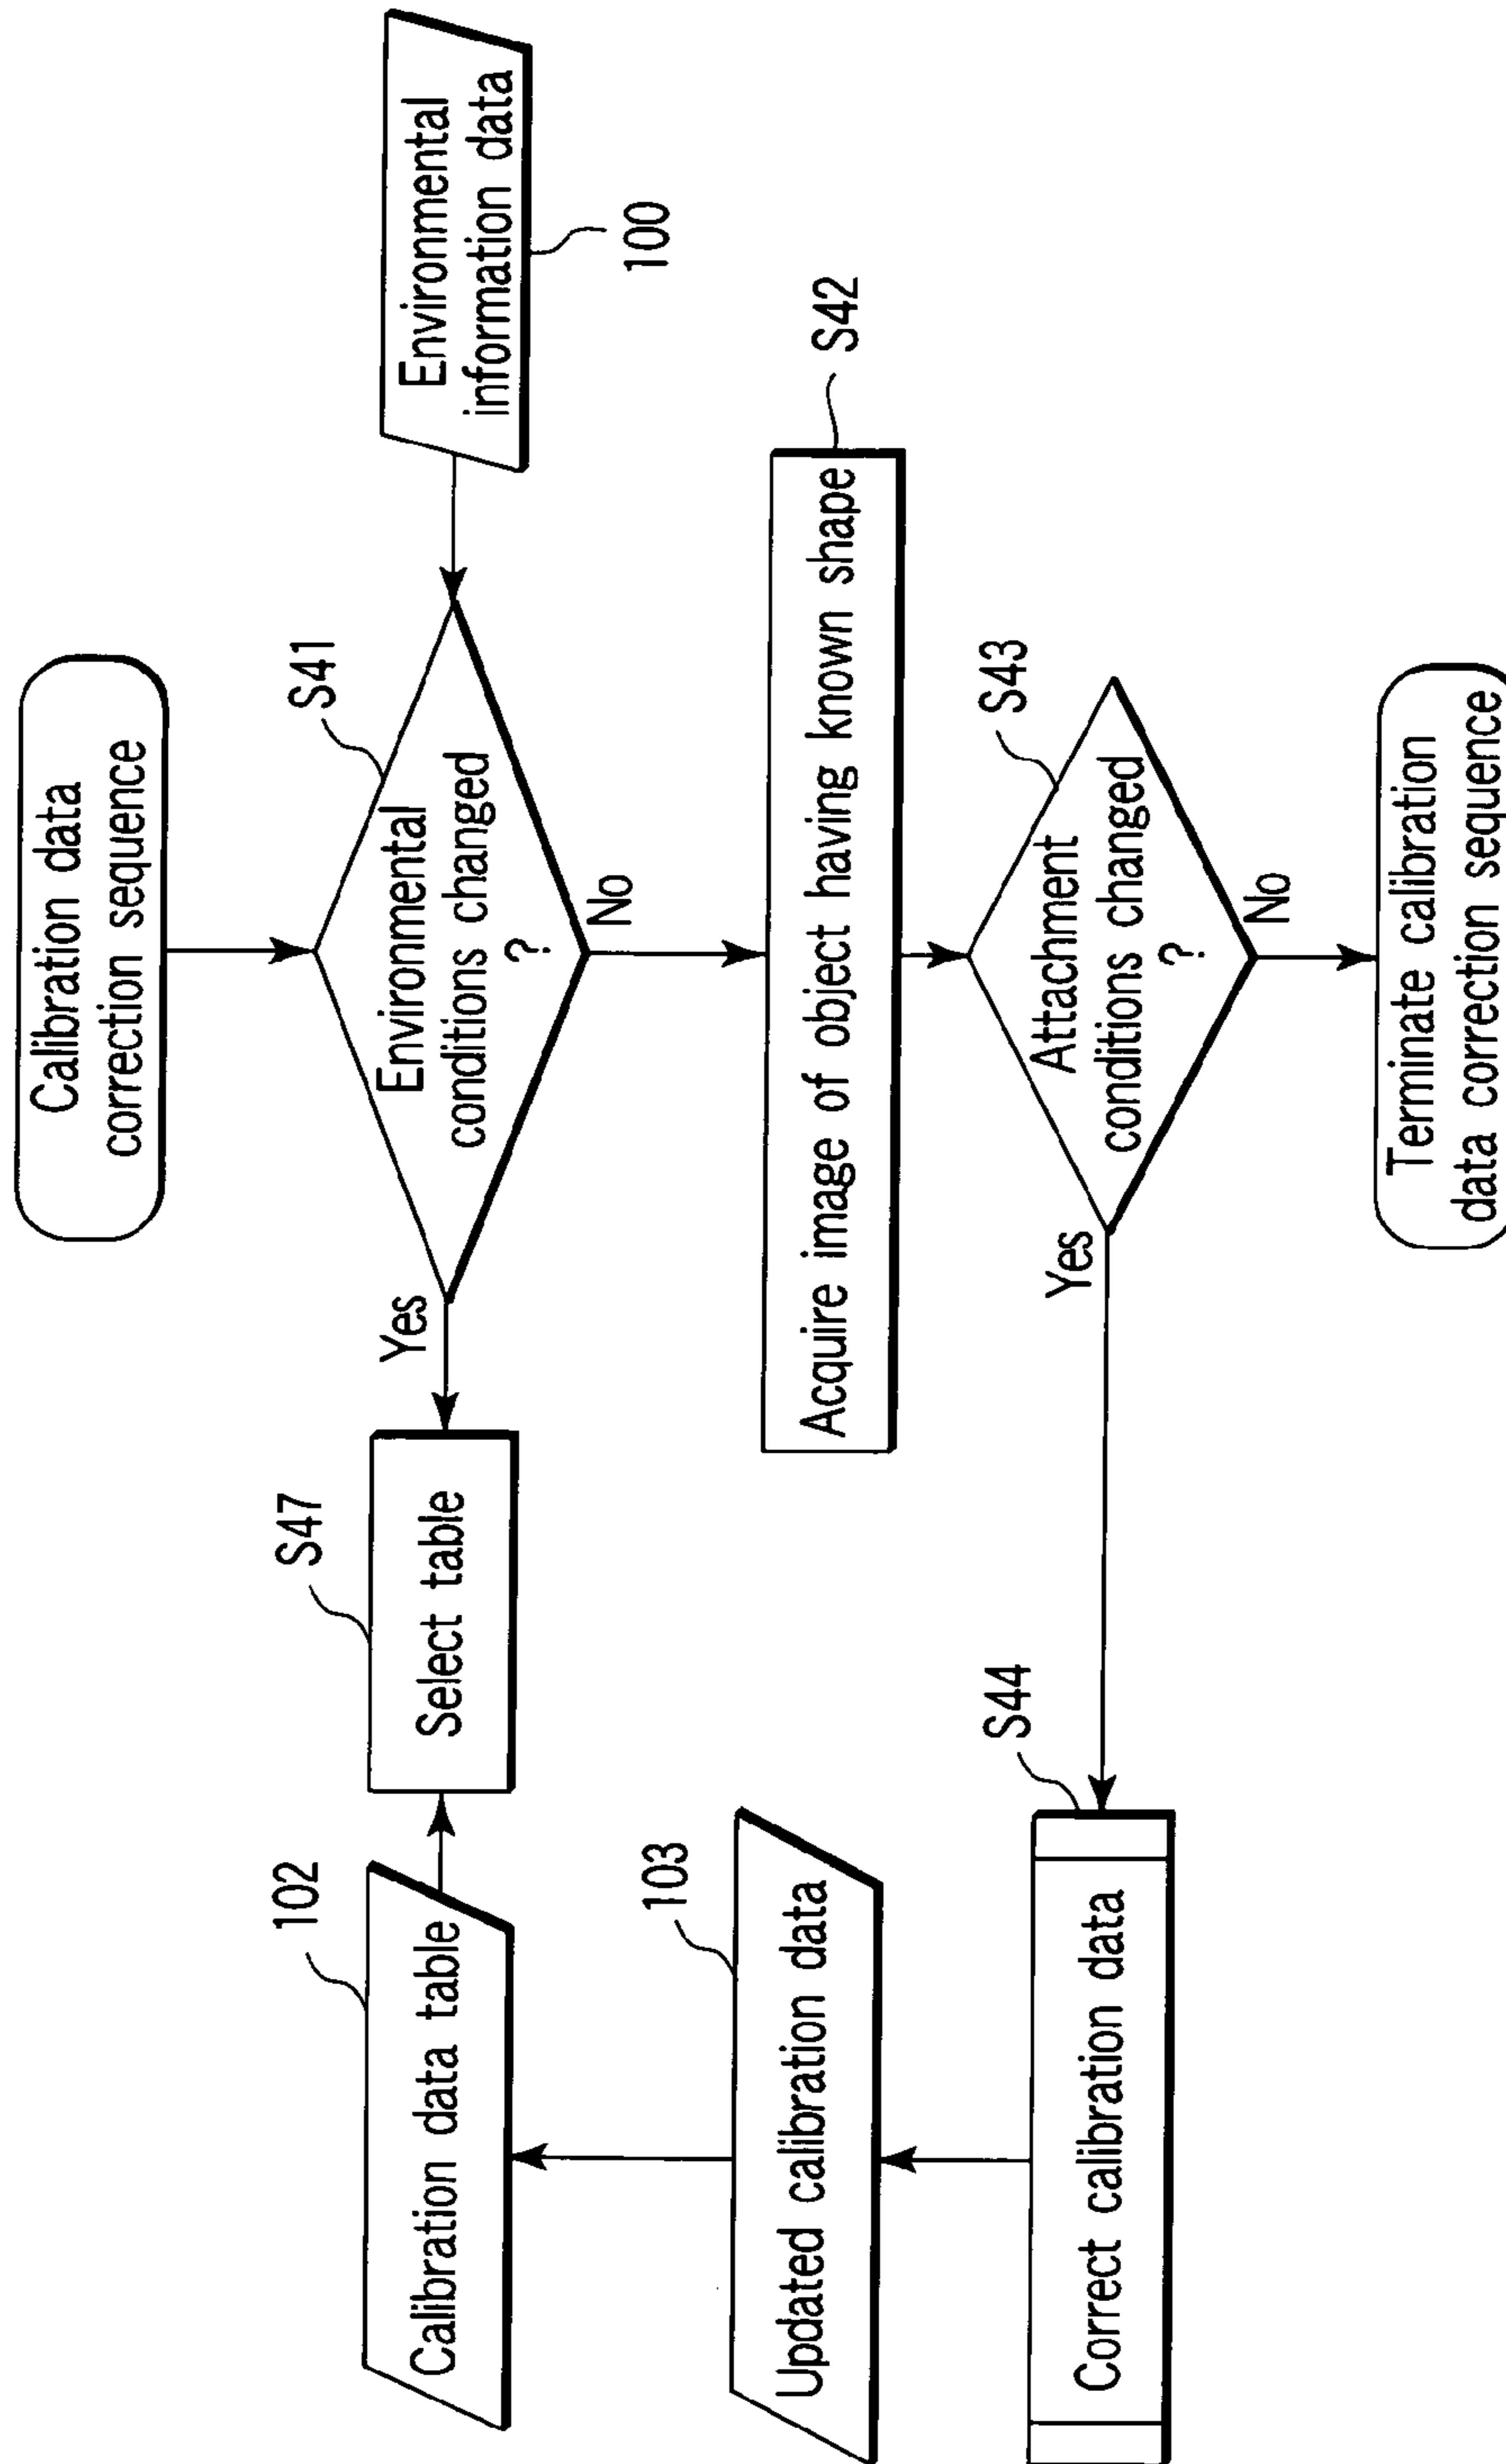 Calibration data
correction sequence
S41
Environmental
conditions changed
?
Yes
No
Environmental
information data
100
S47
Select table
102
Calibration data table
S42
Acquire image of object having known shape
103
Updated calibration data
S43
Attachment
conditions changed
?
Yes
No
S44
Correct calibration data
Terminate calibration
data correction sequence